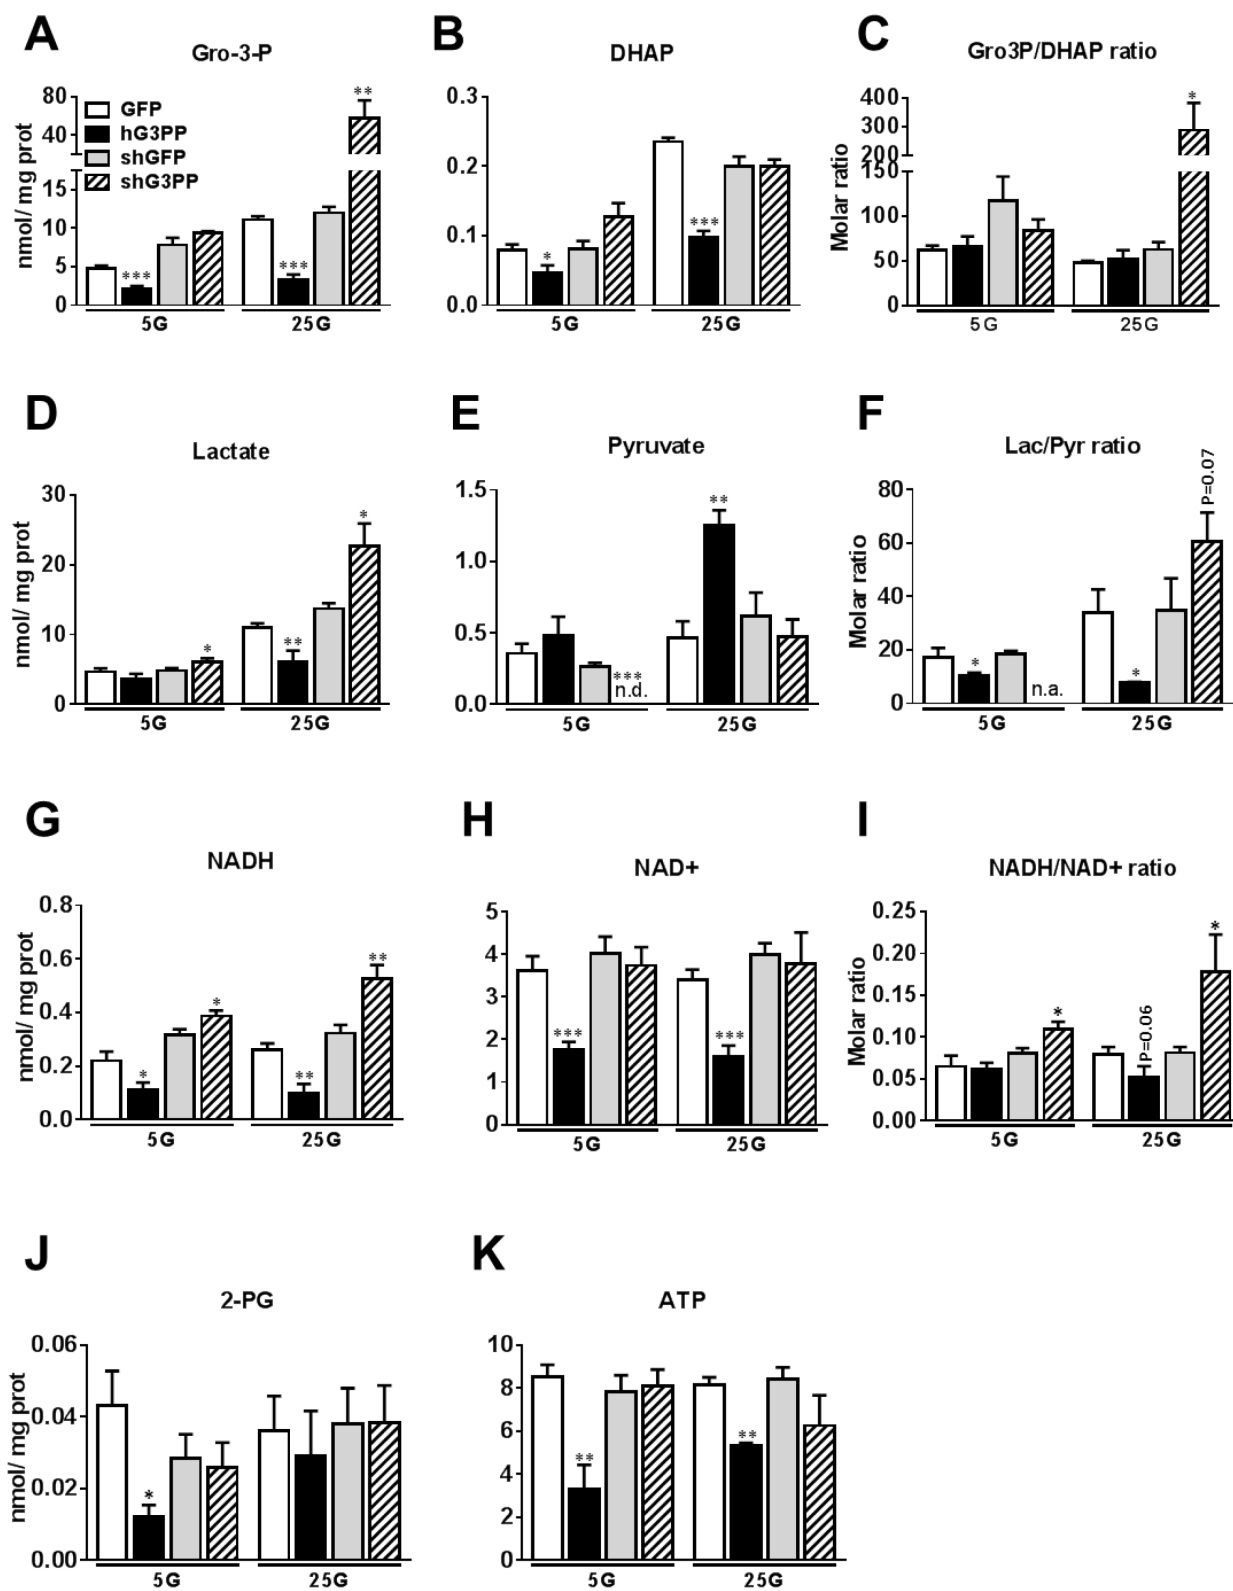 A
Gro-3-P
B
DHAP
C
Gro3P/DHAP ratio
nmol/ mg prot
80
40
15
10
5
0
GFP
hG3PP
shGFP
shG3PP
***
***
**
5G
25G
0.3
0.2
0.1
0.0
*
***
5G
25G
Molar ratio
400
300
200
150
100
50
0
*
5G
25G
D
Lactate
E
Pyruvate
F
Lac/Pyr ratio
nmol/ mg prot
30
20
10
0
*
**
*
5G
25G
1.5
1.0
0.5
0.0
***
n.d.
**
5G
25G
Molar ratio
80
60
40
20
0
*
n.a.
*
P=0.07
5G
25G
G
NADH
H
NAD+
I
NADH/NAD+ ratio
nmol/ mg prot
0.8
0.6
0.4
0.2
0.0
*
*
**
**
5G
25G
5
4
3
2
1
0
***
***
5G
25G
Molar ratio
0.25
0.20
0.15
0.10
0.05
0.00
*
P=0.06
*
5G
25G
J
2-PG
K
ATP
nmol/ mg prot
0.06
0.04
0.02
0.00
*
5G
25G
10
8
6
4
2
0
**
**
5G
25G